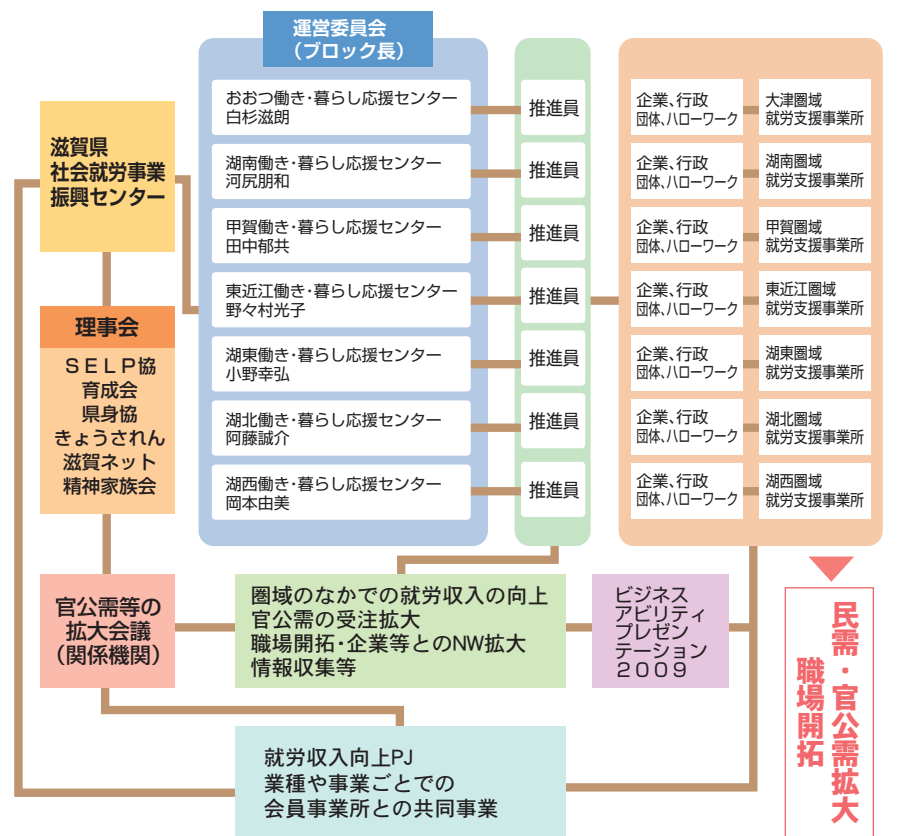 運営委員会
（ブロック長）
滋賀県
社会就労事業
振興センター
理事会
ＳＥＬＰ協
育成会
県身協
きょうされん
滋賀ネット
精神家族会
おおつ働き・暮らし応援センター
白杉滋朗
推進員
企業、行政
団体、ハローワーク
大津圏域
就労支援事業所
湖南働き・暮らし応援センター
河尻朋和
推進員
企業、行政
団体、ハローワーク
湖南圏域
就労支援事業所
甲賀働き・暮らし応援センター
田中郁共
推進員
企業、行政
団体、ハローワーク
甲賀圏域
就労支援事業所
東近江働き・暮らし応援センター
野々村光子
推進員
企業、行政
団体、ハローワーク
東近江圏域
就労支援事業所
湖東働き・暮らし応援センター
小野幸弘
推進員
企業、行政
団体、ハローワーク
湖東圏域
就労支援事業所
湖北働き・暮らし応援センター
阿藤誠介
推進員
企業、行政
団体、ハローワーク
湖北圏域
就労支援事業所
湖西働き・暮らし応援センター
岡本由美
推進員
企業、行政
団体、ハローワーク
湖西圏域
就労支援事業所
官公需等の
拡大会議
（関係機関）
圏域のなかでの就労収入の向上
官公需の受注拡大
職場開拓・企業等とのNW拡大
情報収集等
ビジネス
アビリティ
プレゼン
テーション
２００９
民需・官公需拡大
職場開拓
就労収入向上PJ
業種や事業ごとでの
会員事業所との共同事業